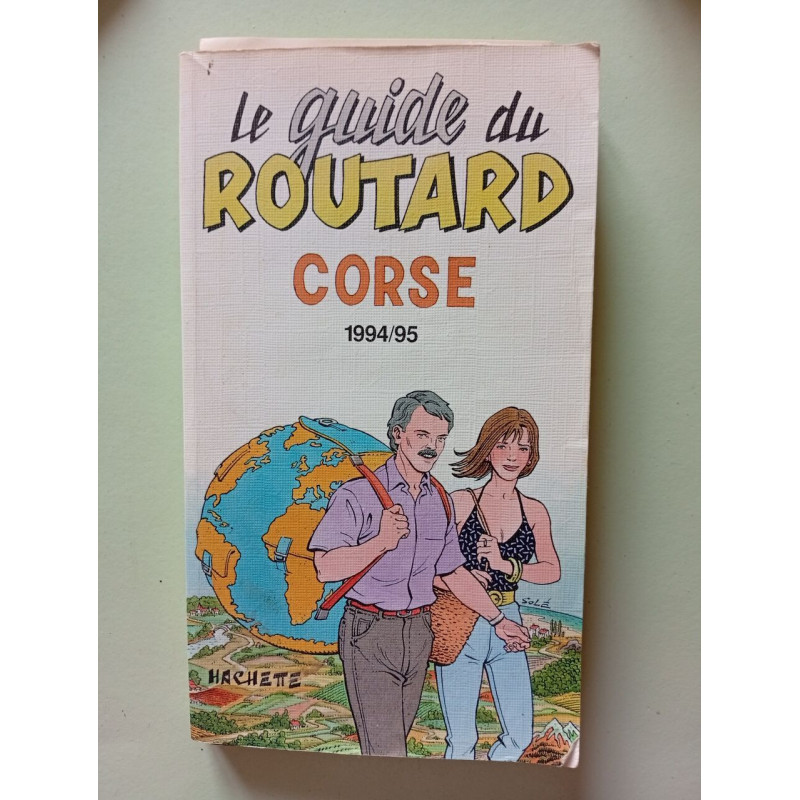 Le guide du
ROUTARD
CORSE
1994/95
SOLÉ
HACHETTE